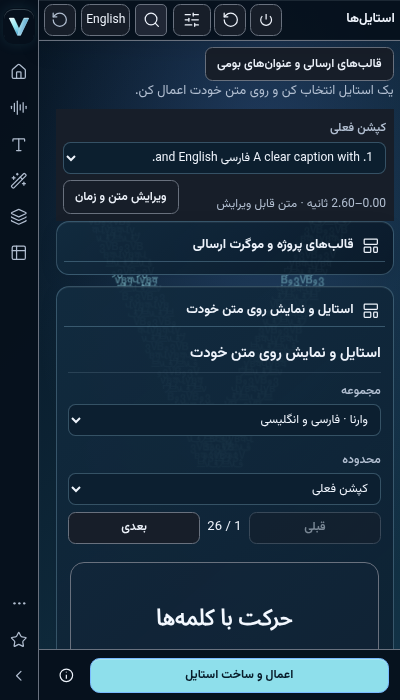 استایل‌ها
English
قالب‌های ارسالی و عنوان‌های بومی
یک استایل انتخاب کن و روی متن خودت اعمال کن.
کپشن فعلی
1. A clear caption with فارسی and English.
0.00–2.60 ثانیه · متن قابل ویرایش
ویرایش متن و زمان
قالب‌های پروژه و موگرت ارسالی
استایل و نمایش روی متن خودت
استایل و نمایش روی متن خودت
مجموعه
وارنا · فارسی و انگلیسی
محدوده
کپشن فعلی
قبلی
1 / 26
بعدی
حرکت با کلمه‌ها
اعمال و ساخت استایل